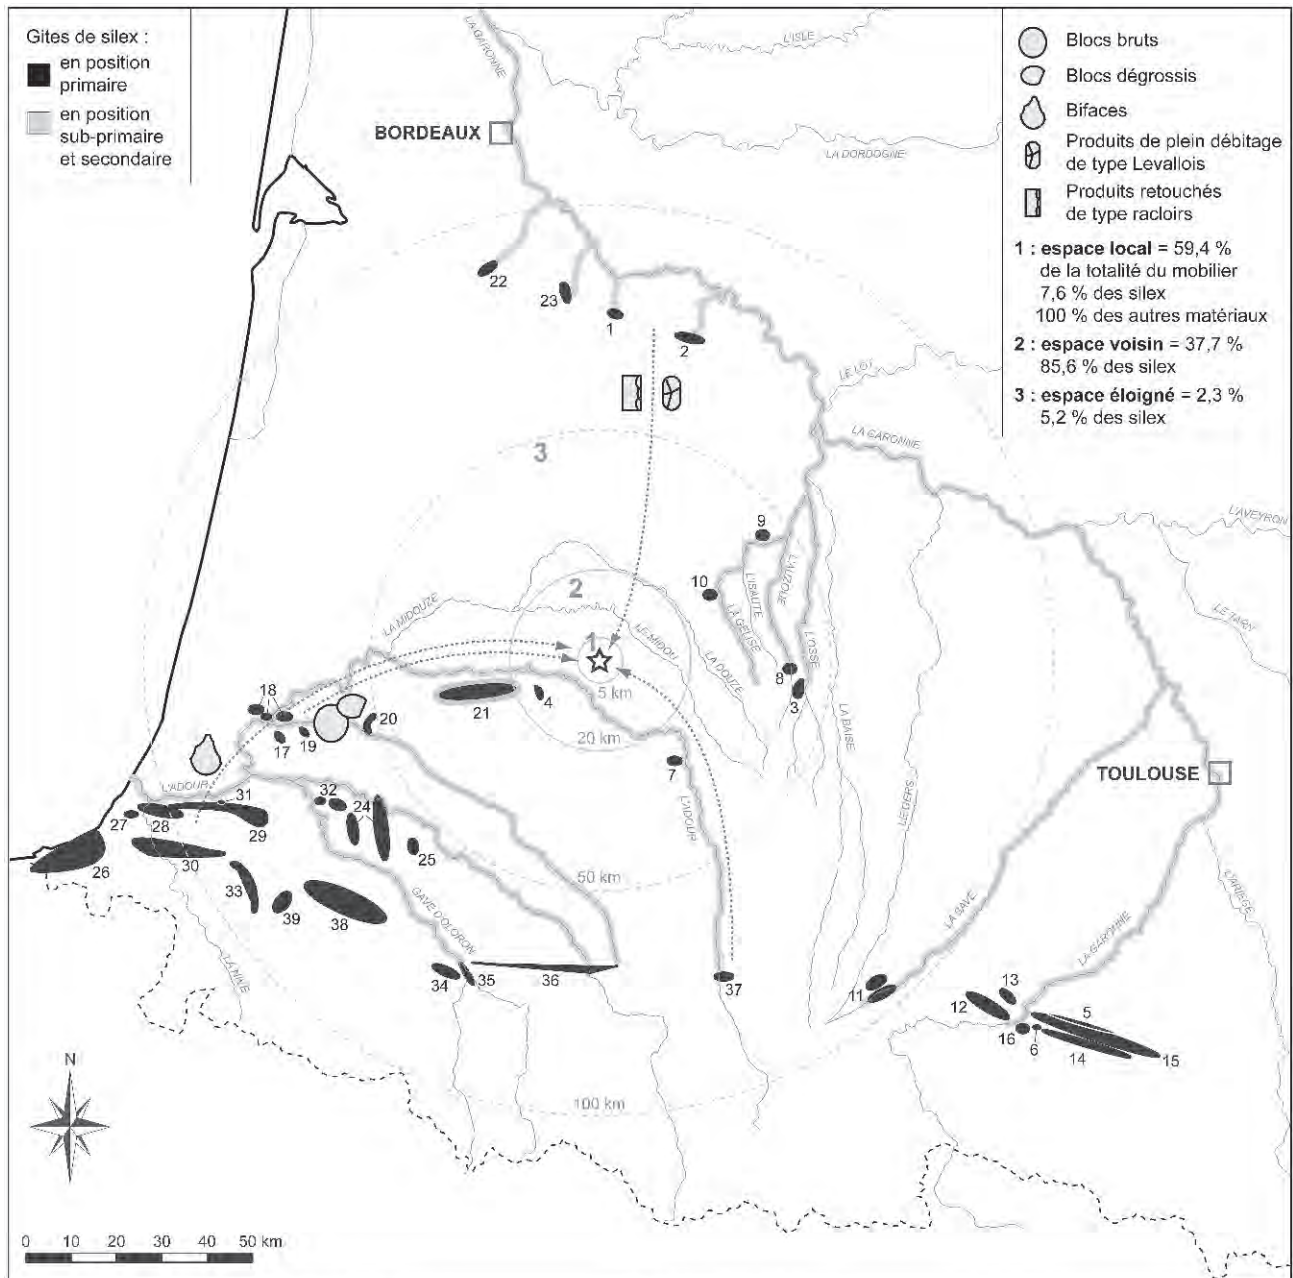 Gites de silex :
en position
primaire
en position
sub-primaire
et secondaire
Blocs bruts
Blocs dégrossis
Bifaces
Produits de plein débitage
de type Levallois
Produits retouchés
de type racloirs
1 : espace local = 59,4 %
de la totalité du mobilier
7,6 % des silex
100 % des autres matériaux
2 : espace voisin = 37,7 %
85,6 % des silex
3 : espace éloigné = 2,3 %
5,2 % des silex
LA GARONNE
L'ISLE
BORDEAUX
LA DORDOGNE
22
23
1
2
LE LOT
LA GARONNE
3
L'AVEYRON
9
10
L'ISAUTE
L'AUZOUE
LA GELISE
L'OSSE
2
LA MIDOUZE
LE MIDOU
LA DOUZE
LE TARN
1
5 km
8
3
18
20
21
4
17
19
20 km
7
LA BAISE
LE GERS
TOULOUSE
L'ADOUR
31
32
24
27
28
29
25
L'ADOUR
26
30
33
39
38
50 km
GAVE D'OLORON
LA SAVE
LA GARONNE
L'ARIEGE
LA NIVE
34
35
36
37
11
12
13
5
16
6
14
15
N
100 km
0 10 20 30 40 50 km